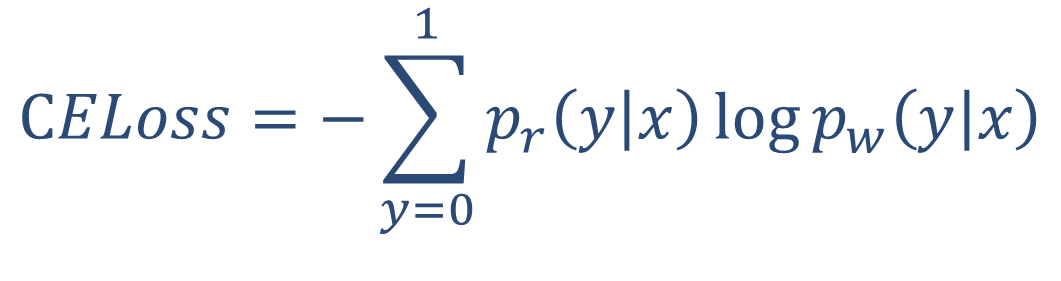 CELoss = − ∑_{y=0}^{1} p_r(y|x) log p_w(y|x)